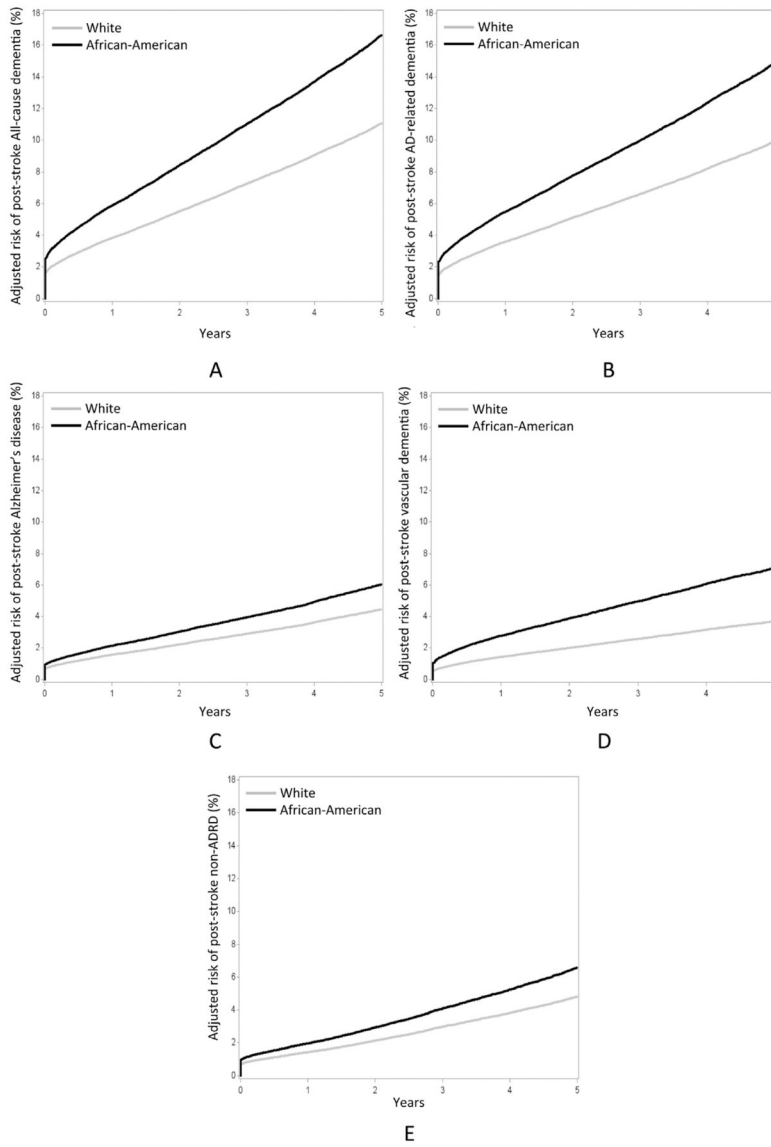 Adjusted risk of post-stroke All-cause dementia (%)
18
16
14
12
10
8
6
4
2
0
White
African-American
0 1 2 3 4 5
Years
A
Adjusted risk of post-stroke AD-related dementia (%)
18
16
14
12
10
8
6
4
2
0
White
African-American
0 1 2 3 4
Years
B
Adjusted risk of post-stroke Alzheimer's disease (%)
18
16
14
12
10
8
6
4
2
0
White
African-American
0 1 2 3 4 5
Years
C
Adjusted risk of post-stroke vascular dementia (%)
18
16
14
12
10
8
6
4
2
0
White
African-American
0 1 2 3 4
Years
D
Adjusted risk of post-stroke non-ADRD (%)
18
16
14
12
10
8
6
4
2
0
White
African-American
0 1 2 3 4 5
Years
E